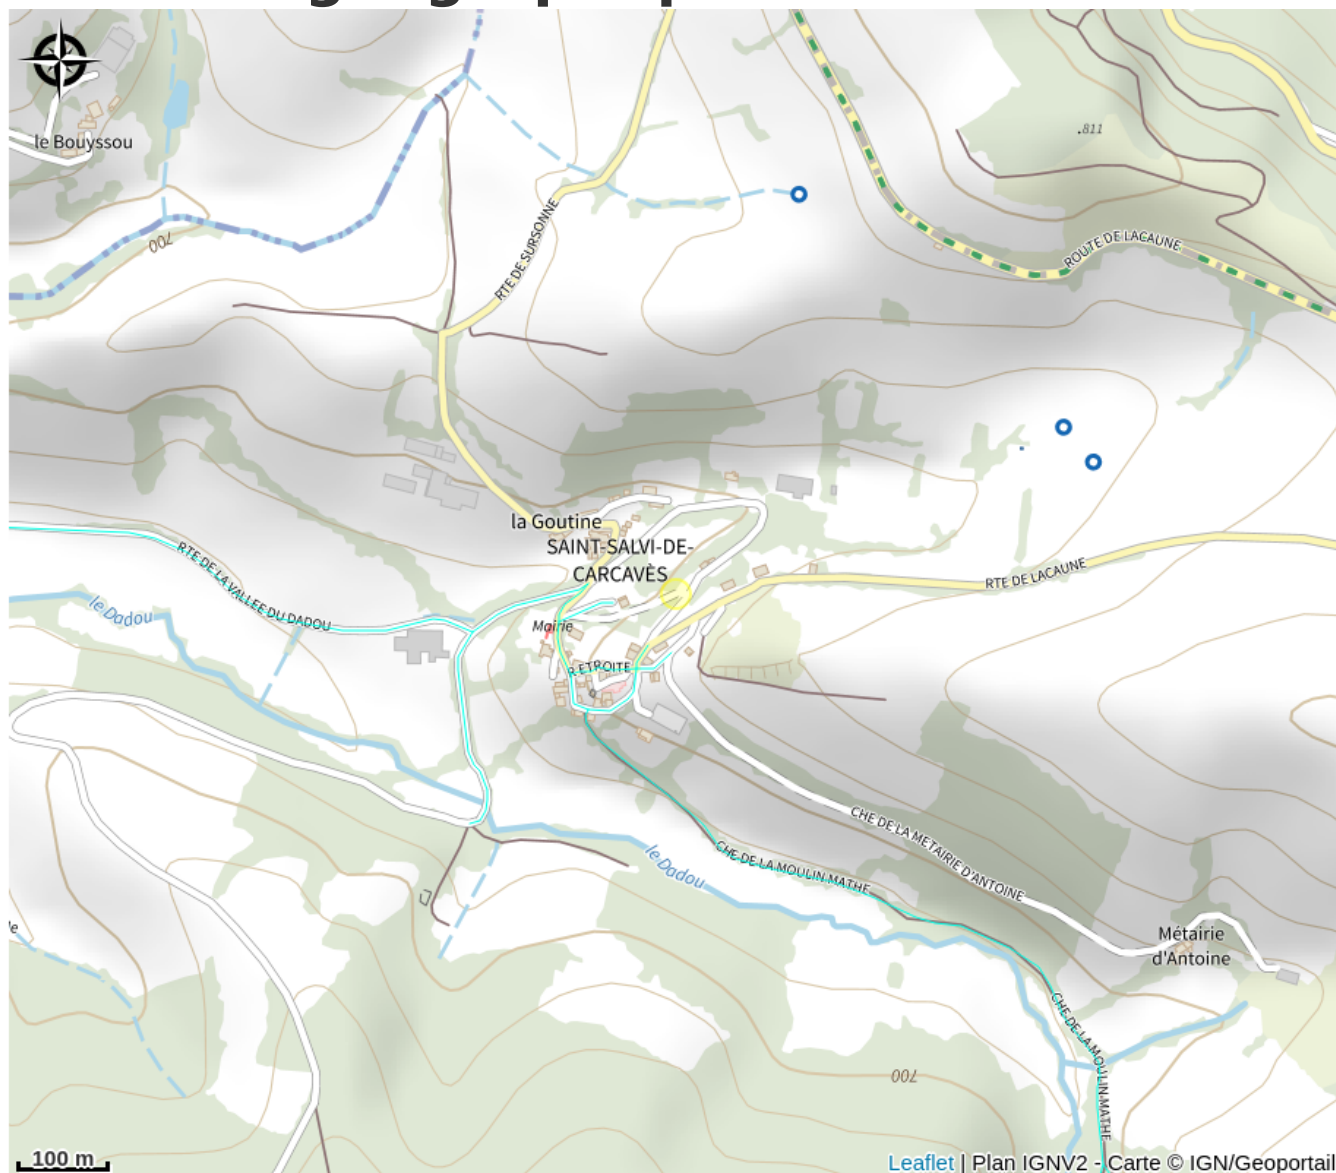 le Bouyssou
.811
700
RTE DE SURSONNE
ROUTE DE LACAUNE
la Goutine
SAINT-SALVI-DE-
CARCAVÈS
RTE DE LACAUNE
RTE DE LA VALLEE DU DADOU
le Dadou
Mairie
R ETROITE
CHE DE LA METAIRIE D'ANTOINE
CHE DE LA MOULIN MATHE
le Dadou
Métairie
d'Antoine
CHE DE LA MOULIN MATHE
700
100 m
Leaflet | Plan IGNV2 - Carte © IGN/Geoportail